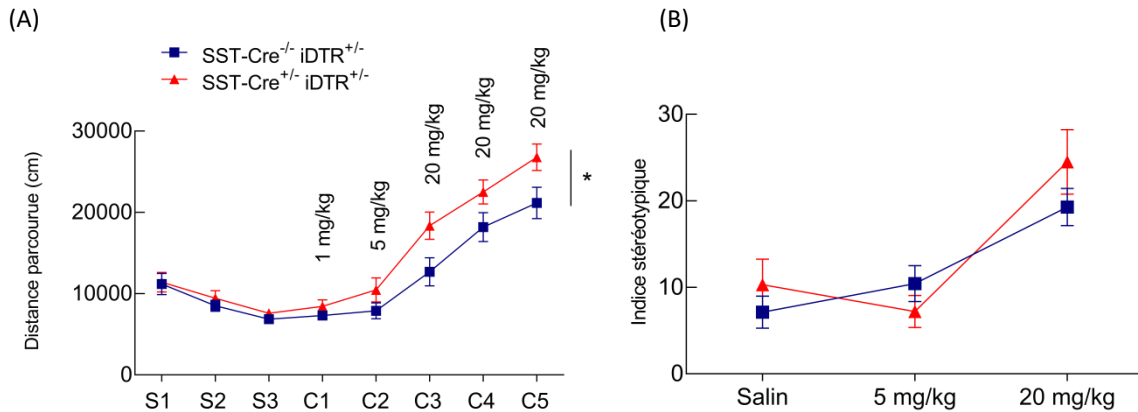 (A)
SST-Cre-/- iDTR+/-
SST-Cre+/- iDTR+/-
Distance parcourue (cm)
30000
20000
10000
0
1 mg/kg
5 mg/kg
20 mg/kg
20 mg/kg
20 mg/kg
*
S1 S2 S3 C1 C2 C3 C4 C5
(B)
Indice stéréotypique
30
20
10
0
Salin 5 mg/kg 20 mg/kg